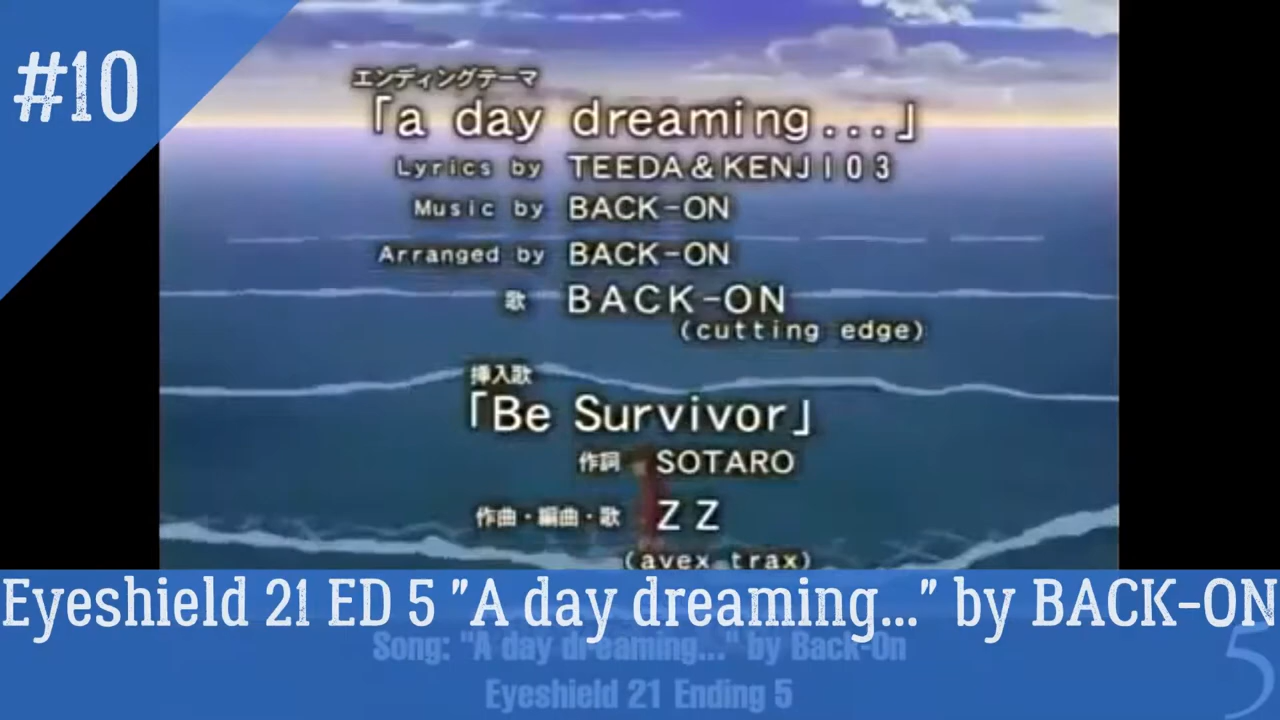 #10
エンディングテーマ
「a day dreaming...」
Lyrics by TEEDA&KENJI03
Music by BACK-ON
Arranged by BACK-ON
歌 BACK-ON
(cutting edge)
挿入歌
「Be Survivor」
作詞 SOTARO
作曲・編曲・歌 ZZ
(avex trax)
Eyeshield 21 ED 5 "A day dreaming..." by BACK-ON
Song: "A day dreaming..." by Back-On
Eyeshield 21 Ending 5
5